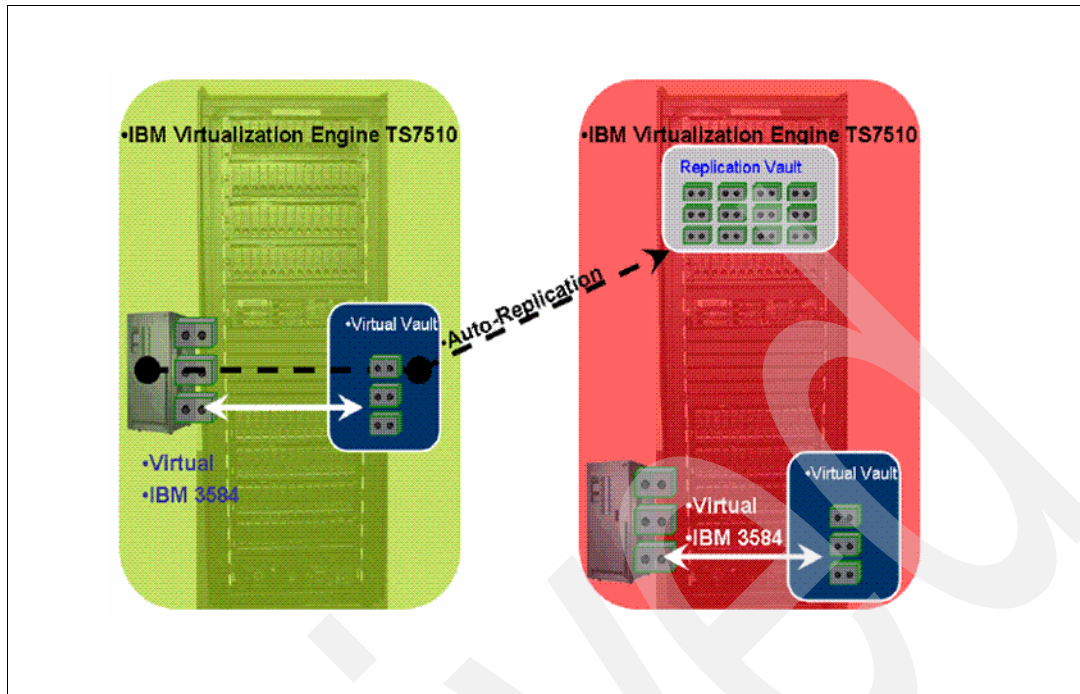 •IBM Virtualization Engine TS7510
•Virtual Vault
•Virtual
•IBM 3584
•Auto-Replication
•IBM Virtualization Engine TS7510
Replication Vault
•Virtual
•IBM 3584
•Virtual Vault